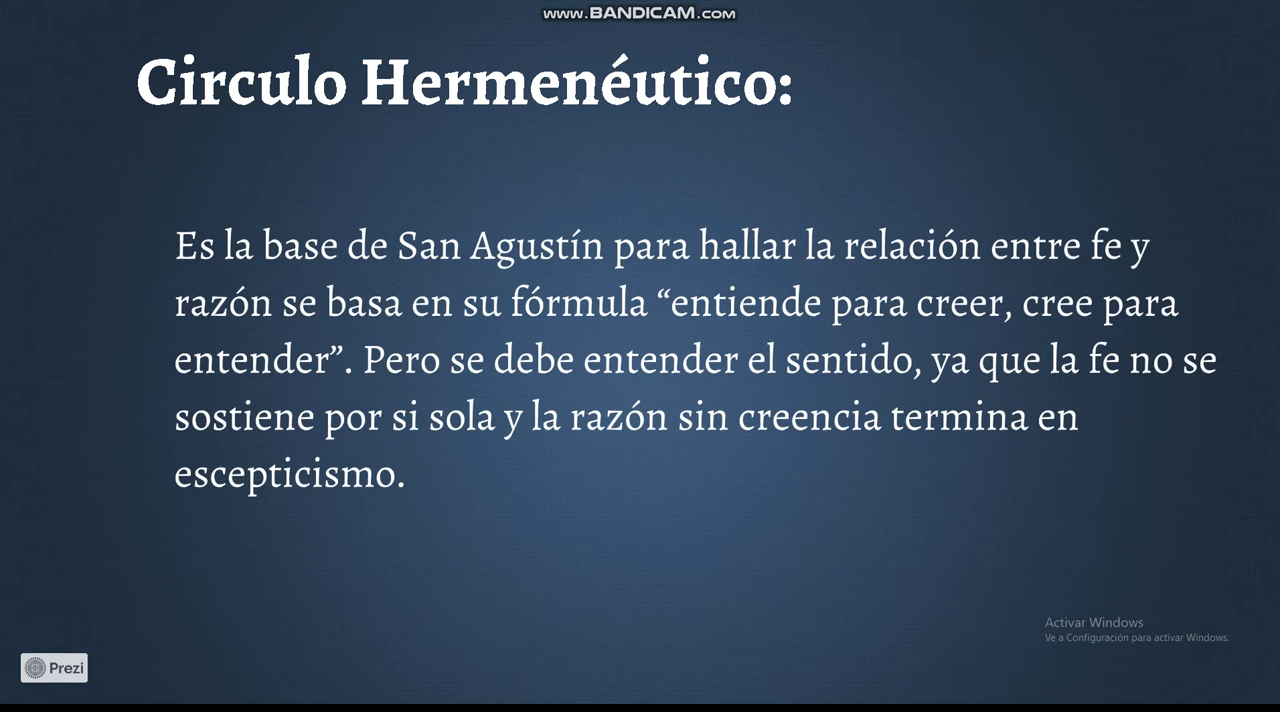 www.BANDICAM.com
Circulo Hermenéutico:
Es la base de San Agustín para hallar la relación entre fe y
razón se basa en su fórmula “entiende para creer, cree para
entender”. Pero se debe entender el sentido, ya que la fe no se
sostiene por si sola y la razón sin creencia termina en
escepticismo.
Activar Windows
Ve a Configuración para activar Windows.
Prezi